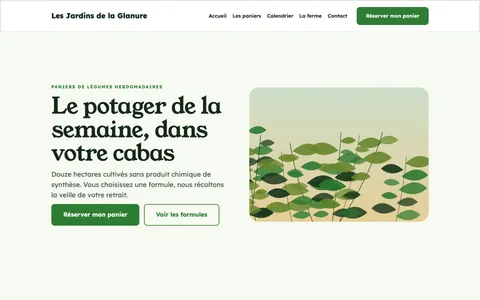 Les Jardins de la Glanure
Accueil Les paniers Calendrier La ferme Contact Réserver mon panier
PANIERS DE LÉGUMES HEBDOMADAIRES
Le potager de la
semaine, dans
votre cabas
Douze hectares cultivés sans produit chimique de
synthèse. Vous choisissez une formule, nous récoltons
la veille de votre retrait.
Réserver mon panier Voir les formules